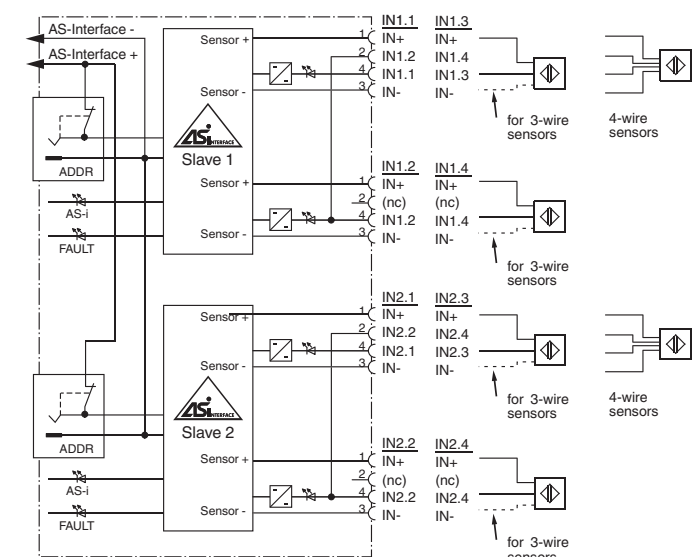 IN1.1 IN1.3
AS-Interface -
Sensor + 1 IN+ IN+
AS-Interface +
2 IN1.2 IN1.4
4 IN1.1 IN1.3
Sensor - 3 IN- IN-
for 3-wire sensors
4-wire sensors
ASi INTERFACE
Slave 1
ADDR
IN1.2 IN1.4
Sensor + 1 IN+ IN+
2 (nc) (nc)
AS-i
4 IN1.2 IN1.4
Sensor - 3 IN- IN-
FAULT
for 3-wire
sensors
IN2.1 IN2.3
Sensor + 1 IN+ IN+
2 IN2.2 IN2.4
4 IN2.1 IN2.3
Sensor - 3 IN- IN-
for 3-wire sensors
4-wire sensors
ASi INTERFACE
Slave 2
ADDR
IN2.2 IN2.4
Sensor + 1 IN+ IN+
2 (nc) (nc)
AS-i
4 IN2.2 IN2.4
Sensor - 3 IN- IN-
FAULT
for 3-wire
sensors